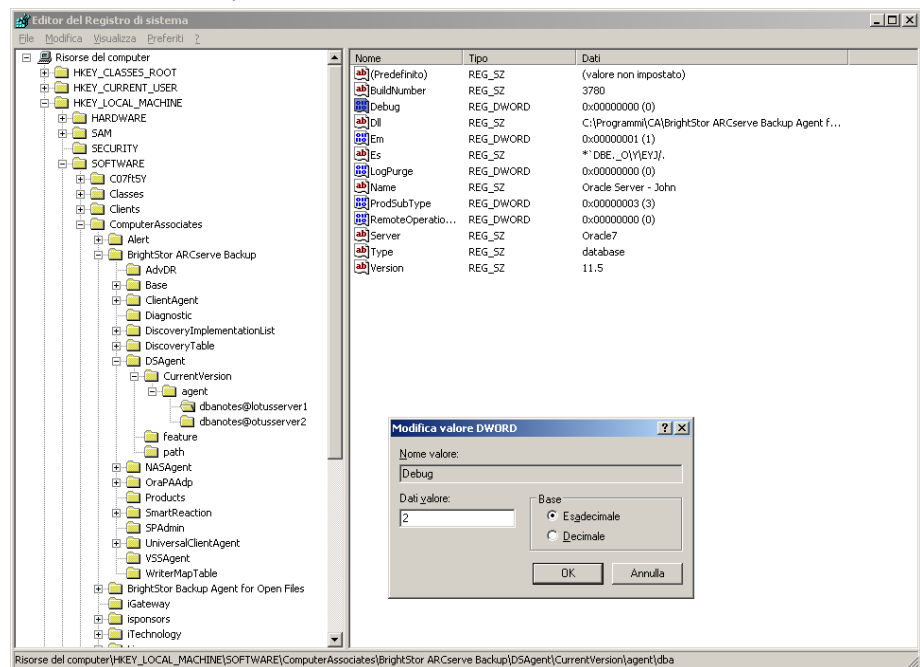 Editor del Registro di sistema
File Modifica Visualizza Preferiti ?
Risorse del computer
HKEY_CLASSES_ROOT
HKEY_CURRENT_USER
HKEY_LOCAL_MACHINE
HARDWARE
SAM
SECURITY
SOFTWARE
C07ft5Y
Classes
Clients
ComputerAssociates
Alert
BrightStor ARCserve Backup
AdvDR
Base
ClientAgent
Diagnostic
DiscoveryImplementationList
DiscoveryTable
DSAgent
CurrentVersion
agent
dbanotes@lotusserver1
dbanotes@otusserver2
feature
path
NASAgent
OraPAAdp
Products
SmartReaction
SPAdmin
UniversalClientAgent
VSSAgent
WriterMapTable
BrightStor Backup Agent for Open Files
iGateway
isponsors
iTechnology
Nome Tipo Dati
(Predefinito) REG_SZ (valore non impostato)
BuildNumber REG_SZ 3780
Debug REG_DWORD 0x00000000 (0)
Dll REG_SZ C:\Programmi\CA\BrightStor ARCserve Backup Agent f...
Em REG_DWORD 0x00000001 (1)
Es REG_SZ *`DBE._O\Y\EYJ/.
LogPurge REG_DWORD 0x00000000 (0)
Name REG_SZ Oracle Server - John
ProdSubType REG_DWORD 0x00000003 (3)
RemoteOperatio... REG_DWORD 0x00000000 (0)
Server REG_SZ Oracle7
Type REG_SZ database
Version REG_SZ 11.5
Modifica valore DWORD
Nome valore:
Debug
Dati valore:
2
Base
Esadecimale
Decimale
OK Annulla
Risorse del computer\HKEY_LOCAL_MACHINE\SOFTWARE\ComputerAssociates\BrightStor ARCserve Backup\DSAgent\CurrentVersion\agent\dba